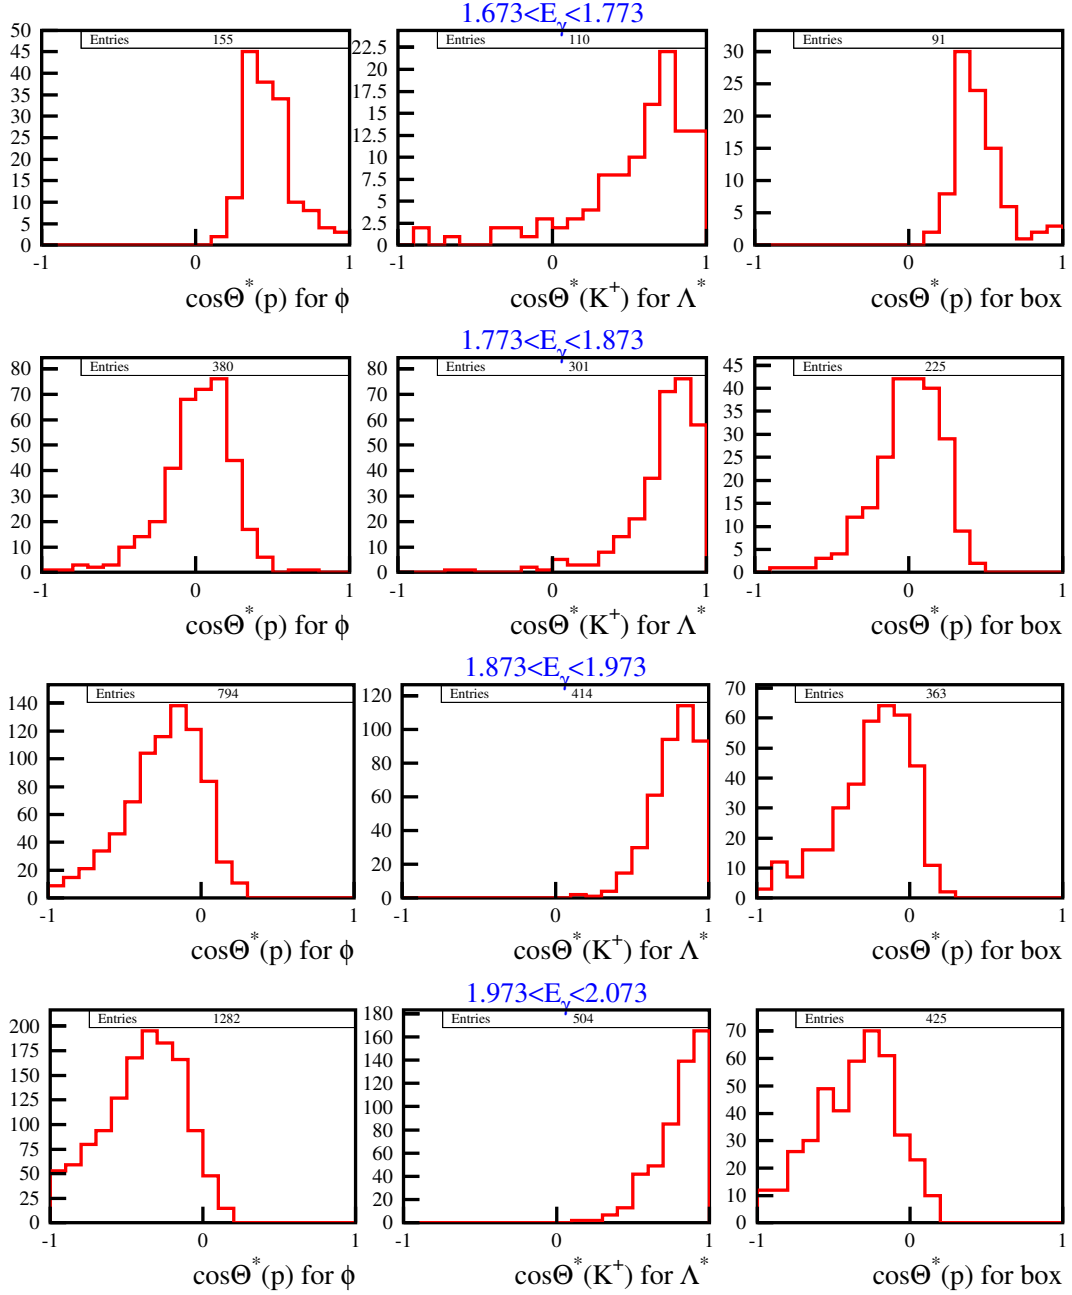 1.673<Eγ<1.773
Entries 155
50
45
40
35
30
25
20
15
10
5
0
-1 0 1
cosΘ*(p) for ϕ
Entries 110
22.5
20
17.5
15
12.5
10
7.5
5
2.5
0
-1 0 1
cosΘ*(K+) for Λ*
Entries 91
30
25
20
15
10
5
0
-1 0 1
cosΘ*(p) for box
1.773<Eγ<1.873
Entries 380
80
70
60
50
40
30
20
10
0
-1 0 1
cosΘ*(p) for ϕ
Entries 301
80
70
60
50
40
30
20
10
0
-1 0 1
cosΘ*(K+) for Λ*
Entries 225
45
40
35
30
25
20
15
10
5
0
-1 0 1
cosΘ*(p) for box
1.873<Eγ<1.973
Entries 794
140
120
100
80
60
40
20
0
-1 0 1
cosΘ*(p) for ϕ
Entries 414
120
100
80
60
40
20
0
-1 0 1
cosΘ*(K+) for Λ*
Entries 363
70
60
50
40
30
20
10
0
-1 0 1
cosΘ*(p) for box
1.973<Eγ<2.073
Entries 1282
200
175
150
125
100
75
50
25
0
-1 0 1
cosΘ*(p) for ϕ
Entries 504
180
160
140
120
100
80
60
40
20
0
-1 0 1
cosΘ*(K+) for Λ*
Entries 425
70
60
50
40
30
20
10
0
-1 0 1
cosΘ*(p) for box